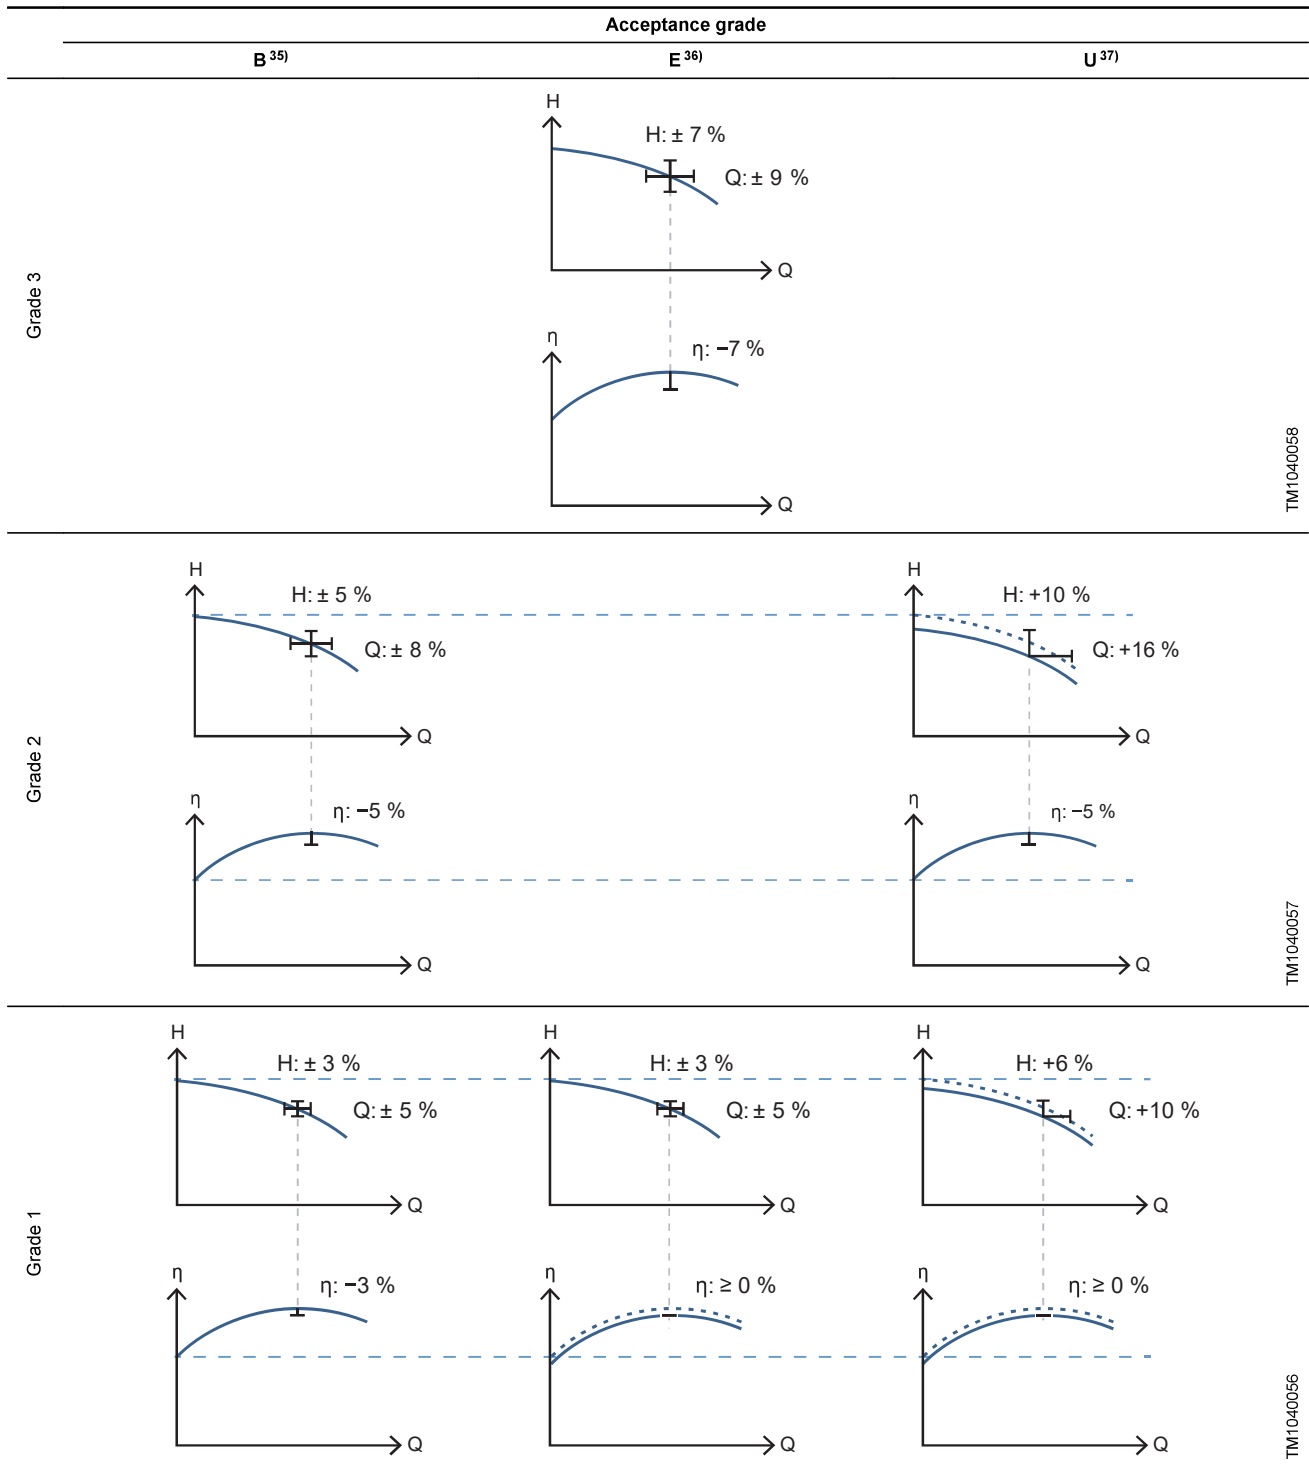 Acceptance grade
B 35) E 36) U 37)
Grade 3
H
H: ± 7 %
Q: ± 9 %
Q
η
η: −7 %
Q
TM1040058
Grade 2
H
H: ± 5 %
Q: ± 8 %
Q
η
η: −5 %
Q
H
H: +10 %
Q: +16 %
Q
η
η: −5 %
Q
TM1040057
Grade 1
H
H: ± 3 %
Q: ± 5 %
Q
η
η: −3 %
Q
H
H: ± 3 %
Q: ± 5 %
Q
η
η: ≥ 0 %
Q
H
H: +6 %
Q: +10 %
Q
η
η: ≥ 0 %
Q
TM1040056